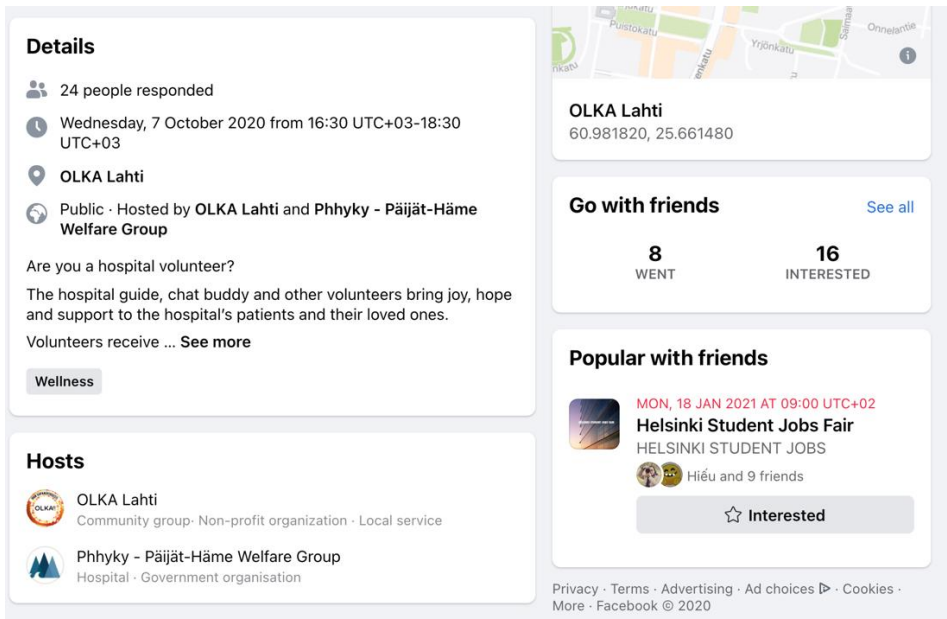 Details
24 people responded
Wednesday, 7 October 2020 from 16:30 UTC+03-18:30
UTC+03
OLKA Lahti
Public · Hosted by OLKA Lahti and Phhyky - Päijät-Häme
Welfare Group
Are you a hospital volunteer?
The hospital guide, chat buddy and other volunteers bring joy, hope
and support to the hospital's patients and their loved ones.
Volunteers receive ... See more
Wellness
Hosts
OLKA Lahti
Community group· Non-profit organization · Local service
Phhyky - Päijät-Häme Welfare Group
Hospital · Government organisation
Puistokatu
Onnelantie
Yrjönkatu
OLKA Lahti
60.981820, 25.661480
Go with friends
See all
8
WENT
16
INTERESTED
Popular with friends
MON, 18 JAN 2021 AT 09:00 UTC+02
Helsinki Student Jobs Fair
HELSINKI STUDENT JOBS
Hiếu and 9 friends
Interested
Privacy · Terms · Advertising · Ad choices · Cookies ·
More · Facebook © 2020